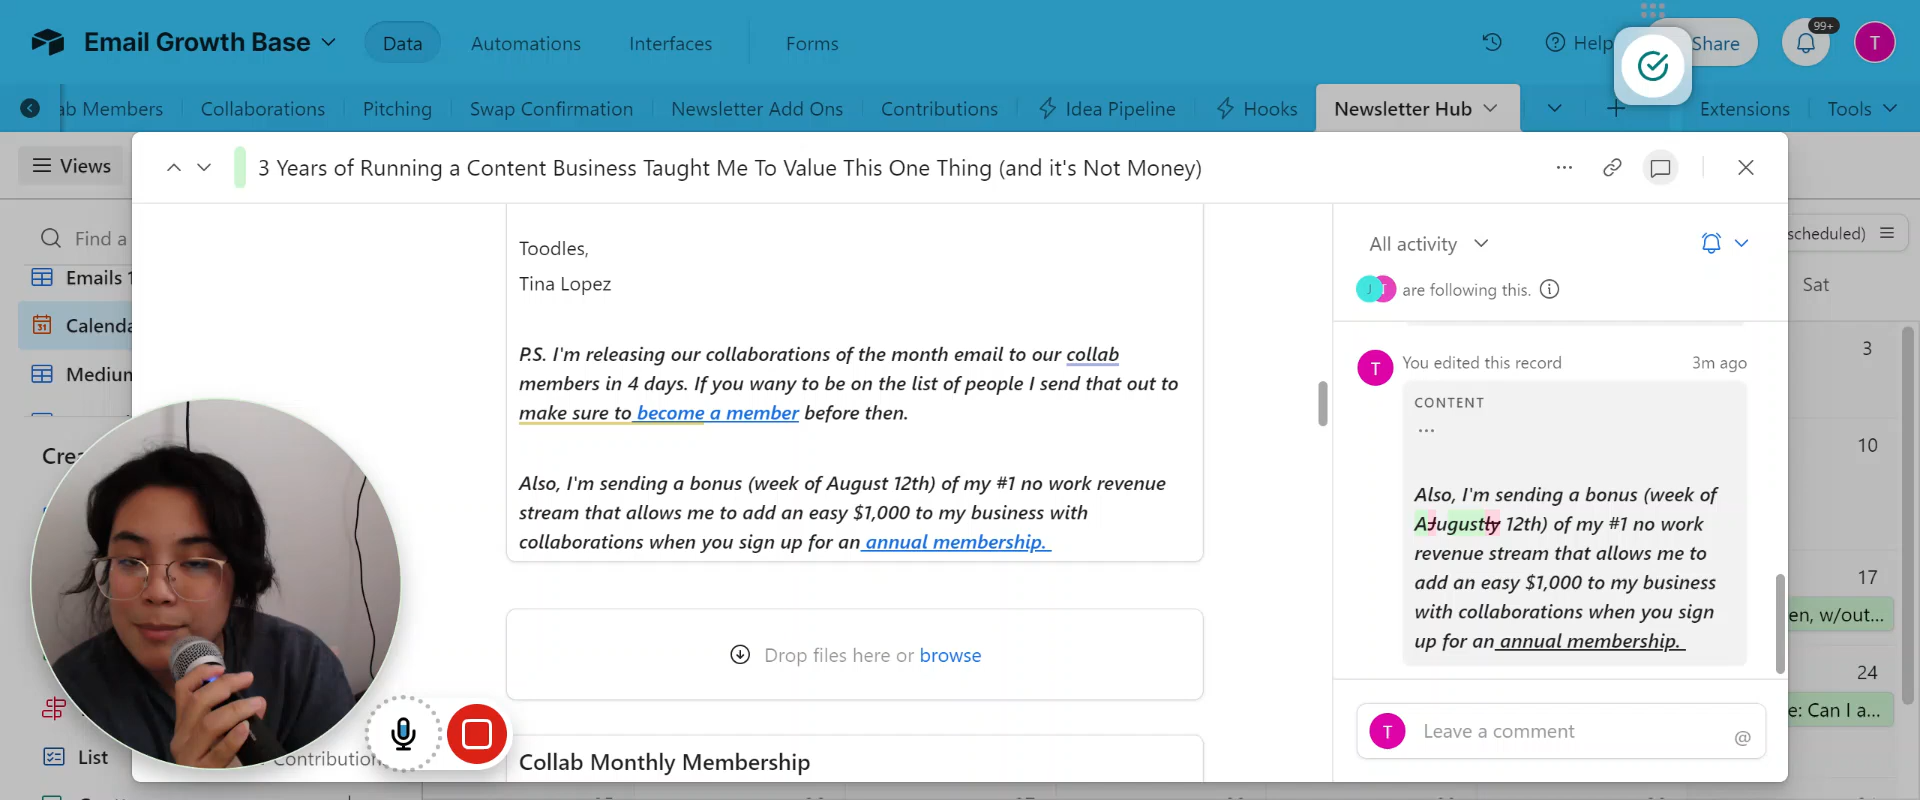 Email Growth Base
Data
Automations
Interfaces
Forms
Help
Share
99+
T
ab Members
Collaborations
Pitching
Swap Confirmation
Newsletter Add Ons
Contributions
Idea Pipeline
Hooks
Newsletter Hub
Extensions
Tools
Views
3 Years of Running a Content Business Taught Me To Value This One Thing (and it's Not Money)
Find a
Emails 1
31
Calenda
Medium
Crea
List
Contribution
Toodles,
Tina Lopez
P.S. I'm releasing our collaborations of the month email to our collab
members in 4 days. If you wany to be on the list of people I send that out to
make sure to become a member before then.
Also, I'm sending a bonus (week of August 12th) of my #1 no work revenue
stream that allows me to add an easy $1,000 to my business with
collaborations when you sign up for an annual membership.
Drop files here or browse
Collab Monthly Membership
All activity
J
are following this.
T
You edited this record
3m ago
CONTENT
...
Also, I'm sending a bonus (week of
AJugustly 12th) of my #1 no work
revenue stream that allows me to
add an easy $1,000 to my business
with collaborations when you sign
up for an annual membership.
T
Leave a comment
@
scheduled)
Sat
3
10
17
en, w/out...
24
e: Can I a...